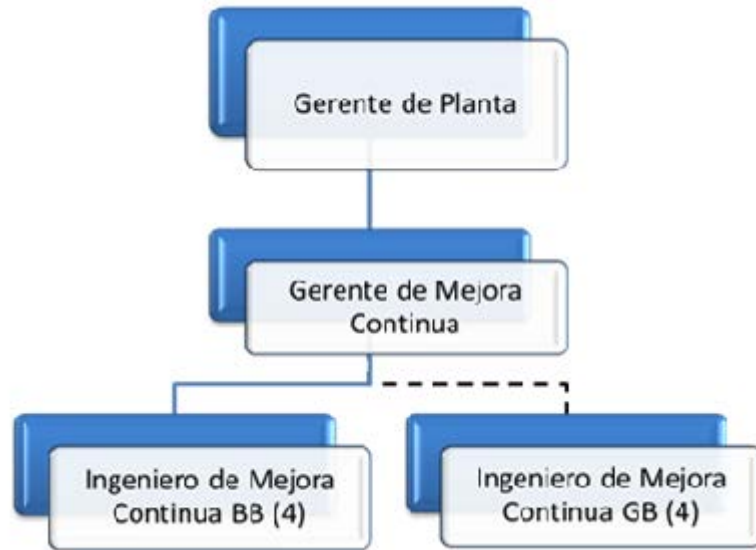 Gerente de Planta
Gerente de Mejora
Continua
Ingeniero de Mejora
Continua BB (4)
Ingeniero de Mejora
Continua GB (4)